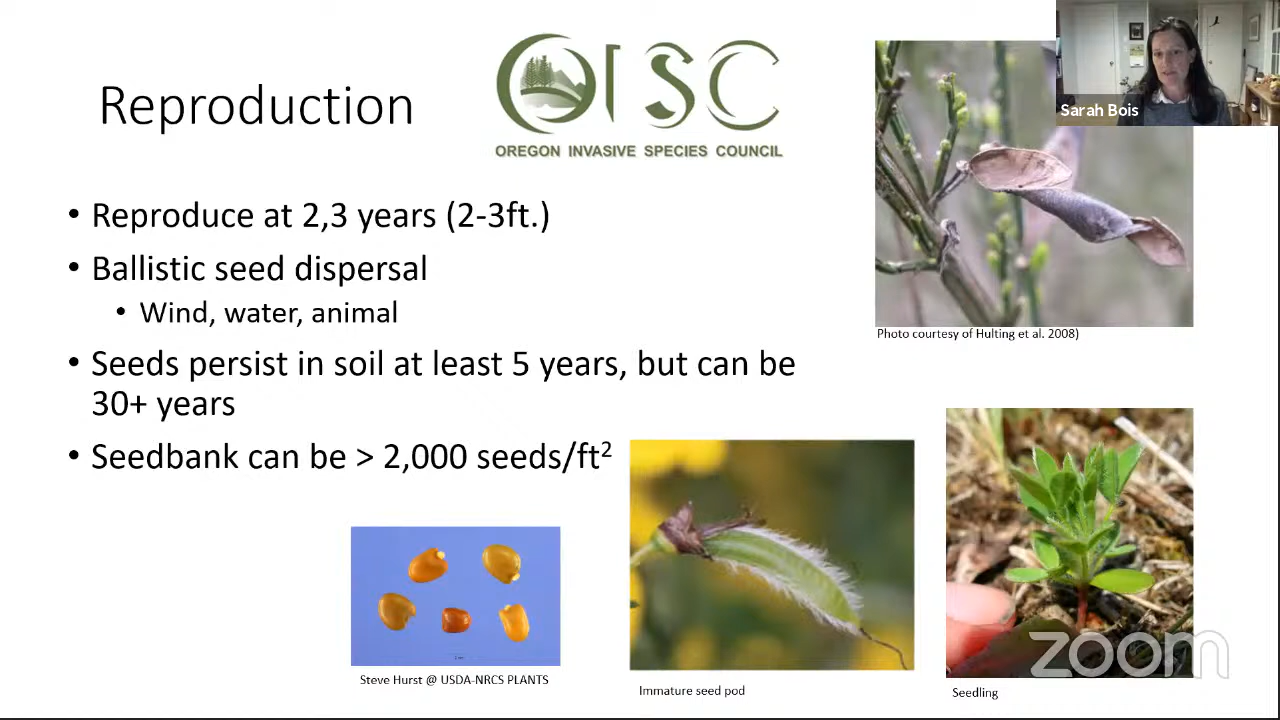 Reproduction
OISC
OREGON INVASIVE SPECIES COUNCIL
Sarah Bois
• Reproduce at 2,3 years (2-3ft.)
• Ballistic seed dispersal
• Wind, water, animal
• Seeds persist in soil at least 5 years, but can be
30+ years
• Seedbank can be > 2,000 seeds/ft²
Photo courtesy of Hulting et al. 2008)
Steve Hurst @ USDA-NRCS PLANTS
Immature seed pod
Seedling
zoom